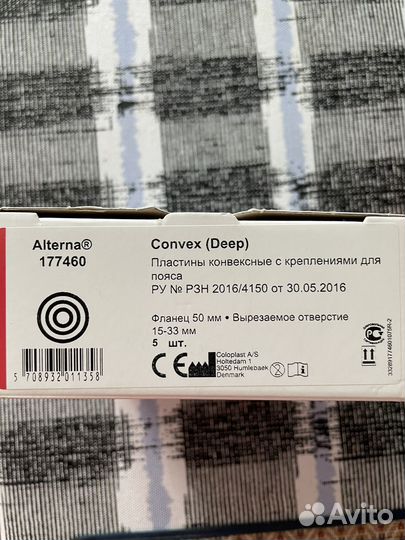 Alterna®
177460
Convex (Deep)
Пластины конвексные с креплениями для
пояса
РУ № РЗН 2016/4150 от 30.05.2016
Фланец 50 мм • Вырезаемое отверстие
15-33 мм
5 шт.
CE
Coloplast A/S
Holtedam 1
3050 Humlebaek
Denmark
5 708932 011358
Avito